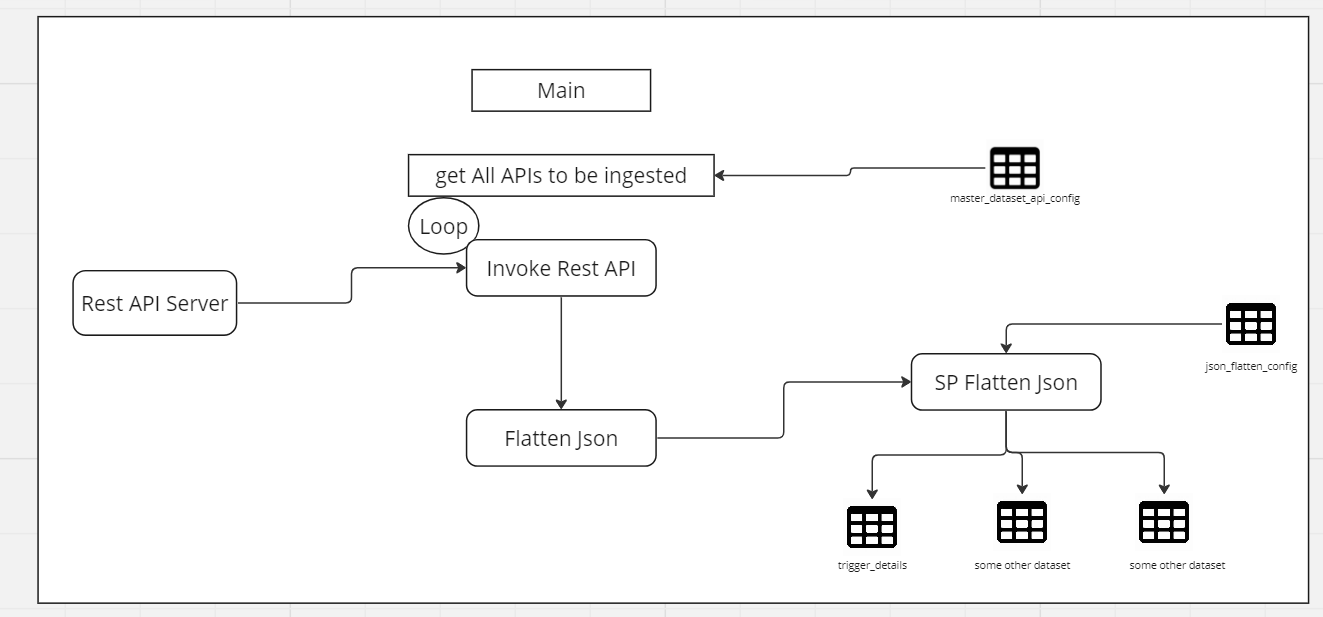 Main
get All APIs to be ingested
master_dataset_api_config
Loop
Invoke Rest API
Rest API Server
json_flatten_config
SP Flatten Json
Flatten Json
trigger_details
some other dataset
some other dataset